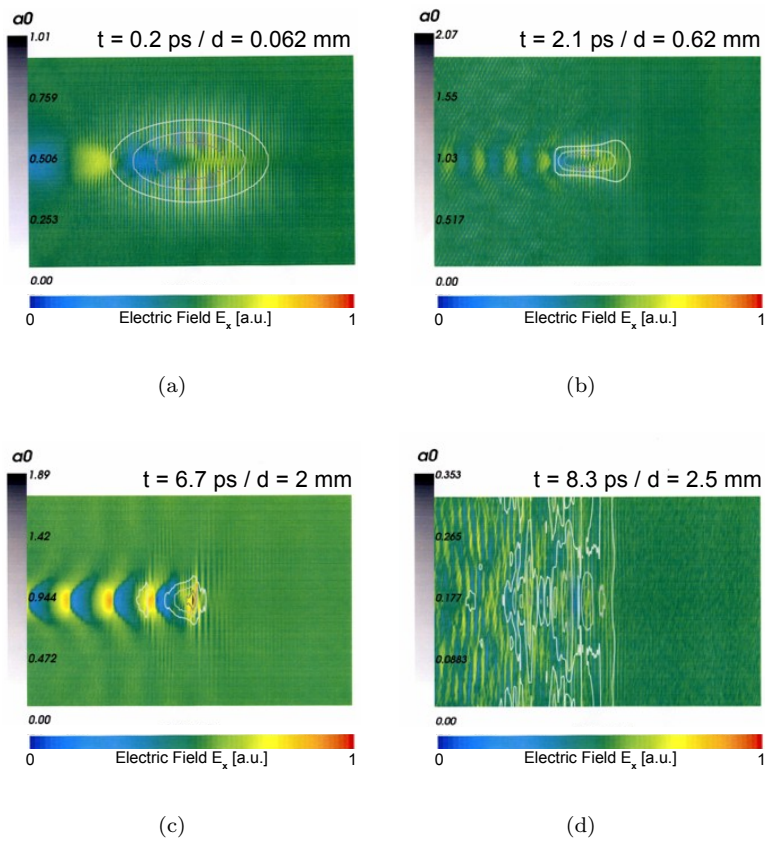 a0
1.01
t = 0.2 ps / d = 0.062 mm
0.759
0.506
0.253
0.00
0
Electric Field Ex [a.u.]
1
(a)
a0
2.07
t = 2.1 ps / d = 0.62 mm
1.55
1.03
0.517
0.00
0
Electric Field Ex [a.u.]
1
(b)
a0
1.89
t = 6.7 ps / d = 2 mm
1.42
0.944
0.472
0.00
0
Electric Field Ex [a.u.]
1
(c)
a0
0.353
t = 8.3 ps / d = 2.5 mm
0.265
0.177
0.0883
0.00
0
Electric Field Ex [a.u.]
1
(d)